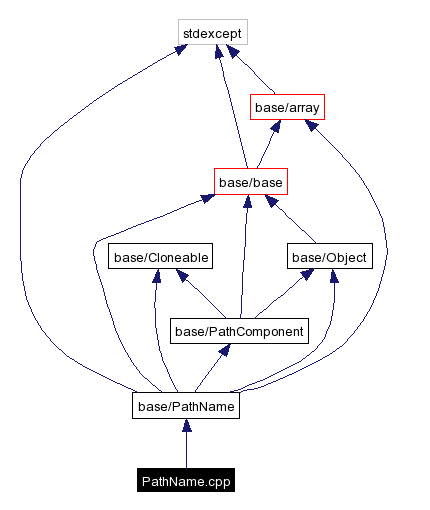 stdexcept
base/array
base/base
base/Cloneable
base/Object
base/PathComponent
base/PathName
PathName.cpp